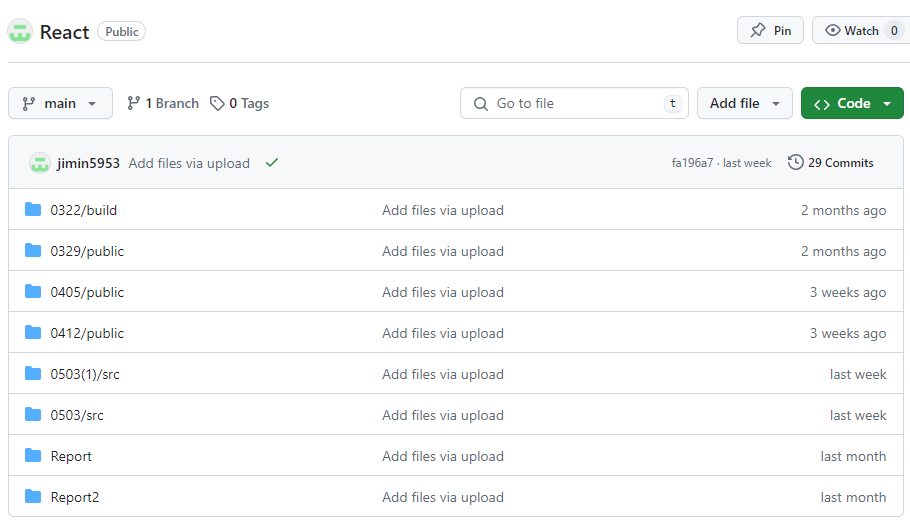 React Public Pin Watch 0
main 1 Branch 0 Tags Go to file t Add file Code
jimin5953 Add files via upload fa196a7 · last week 29 Commits
0322/build Add files via upload 2 months ago
0329/public Add files via upload 2 months ago
0405/public Add files via upload 3 weeks ago
0412/public Add files via upload 3 weeks ago
0503(1)/src Add files via upload last week
0503/src Add files via upload last week
Report Add files via upload last month
Report2 Add files via upload last month